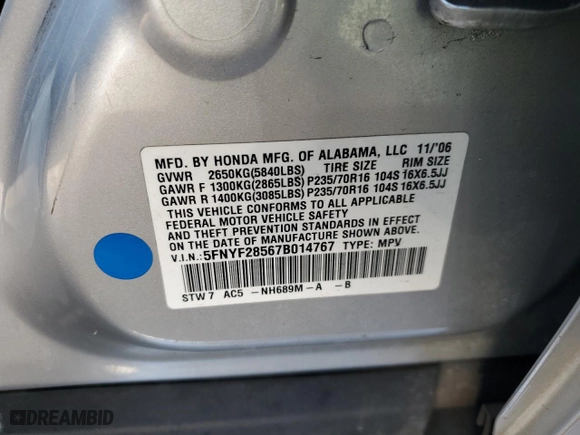 MFD. BY HONDA MFG. OF ALABAMA, LLC 11/'06
GVWR 2650KG(5840LBS) TIRE SIZE RIM SIZE
GAWR F 1300KG(2865LBS) P235/70R16 104S 16X6.5JJ
GAWR R 1400KG(3085LBS) P235/70R16 104S 16X6.5JJ
THIS VEHICLE CONFORMS TO ALL APPLICABLE
FEDERAL MOTOR VEHICLE SAFETY
AND THEFT PREVENTION STANDARDS IN EFFECT
ON THE DATE OF MANUFACTURE SHOWN ABOVE.
V.I.N.: 5FNYF28567B014767 TYPE: MPV
STW 7 AC5 -NH689M-A -B
DREAMBID